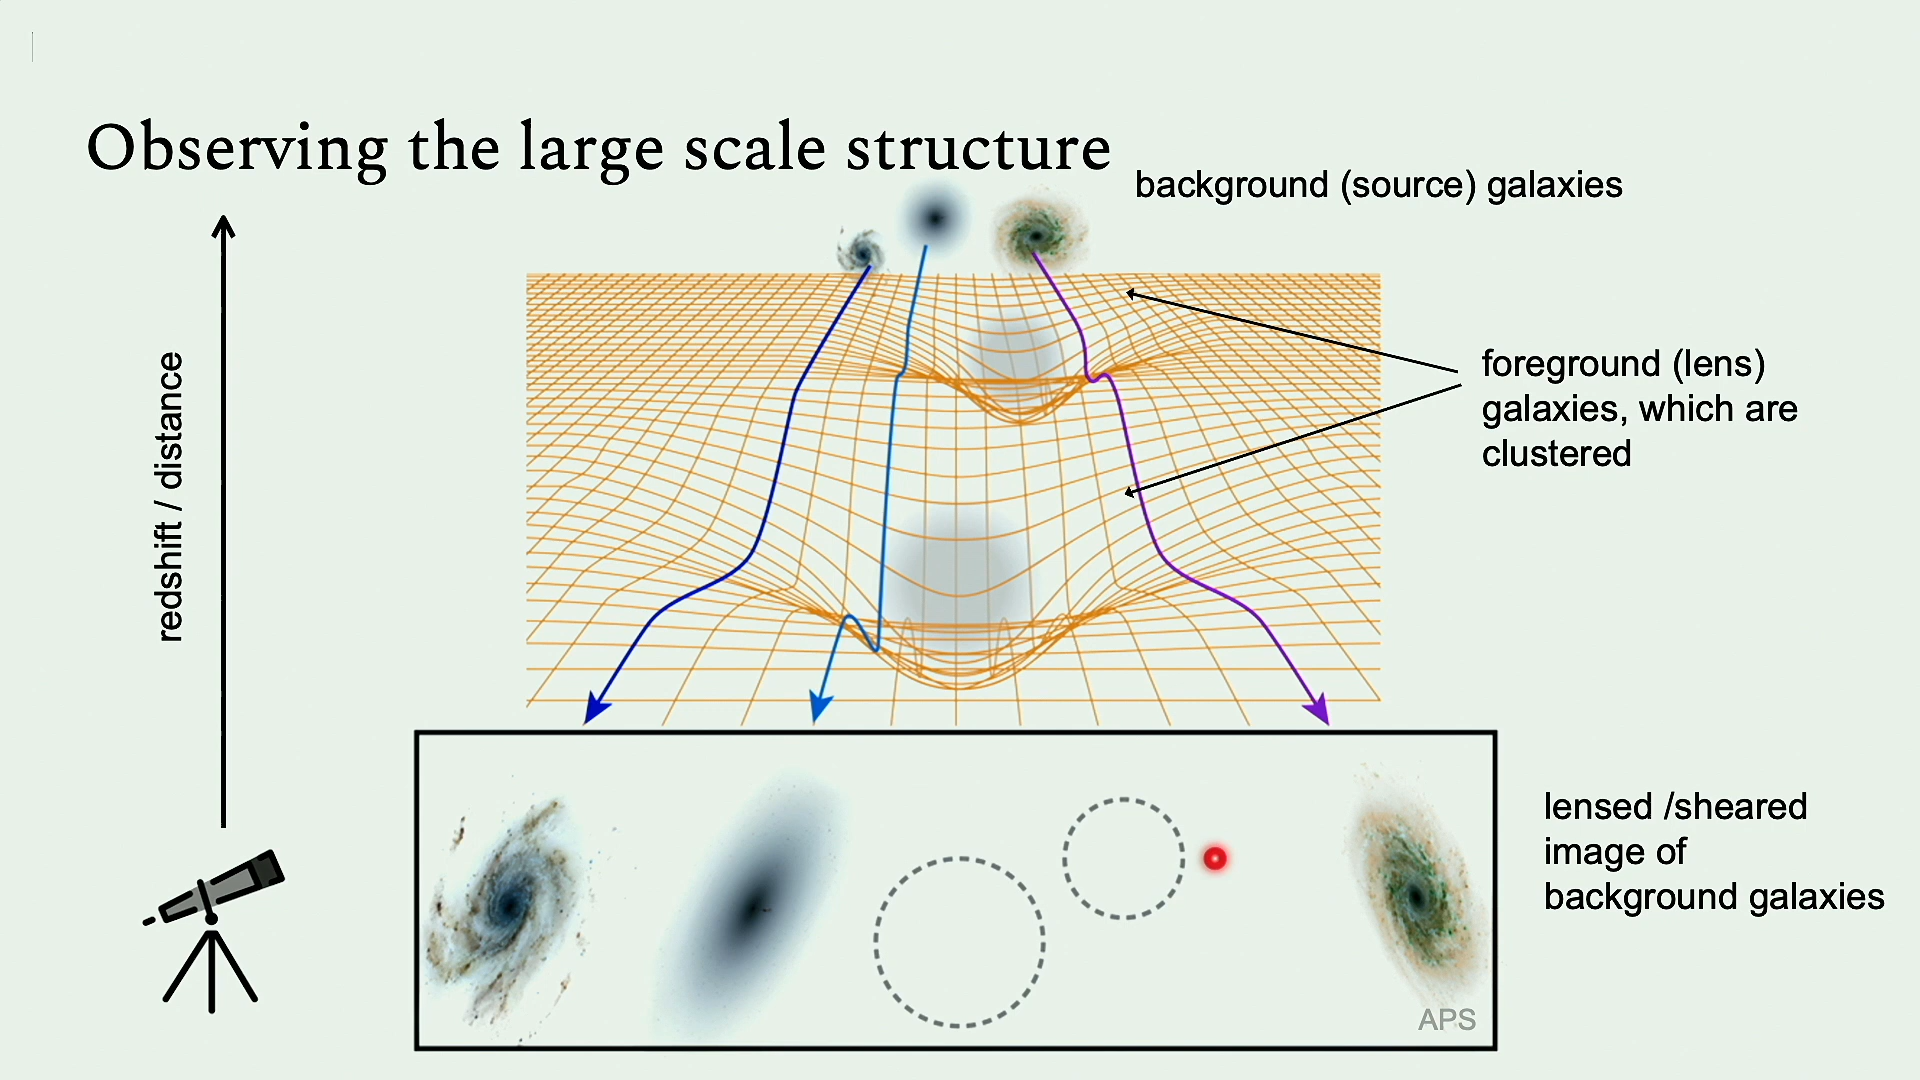 Observing the large scale structure
background (source) galaxies
redshift / distance
foreground (lens)
galaxies, which are
clustered
lensed /sheared
image of
background galaxies
APS